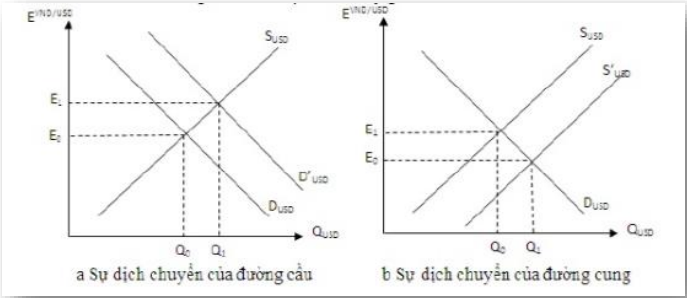 E^VND/USD
S_USD
E₁
E₀
D'_USD
D_USD
Q_USD
Q₀ Q₁
a Sự dịch chuyển của đường cầu
E^VND/USD
S_USD
S'_USD
E₁
E₀
D_USD
Q_USD
Q₀ Q₁
b Sự dịch chuyển của đường cung